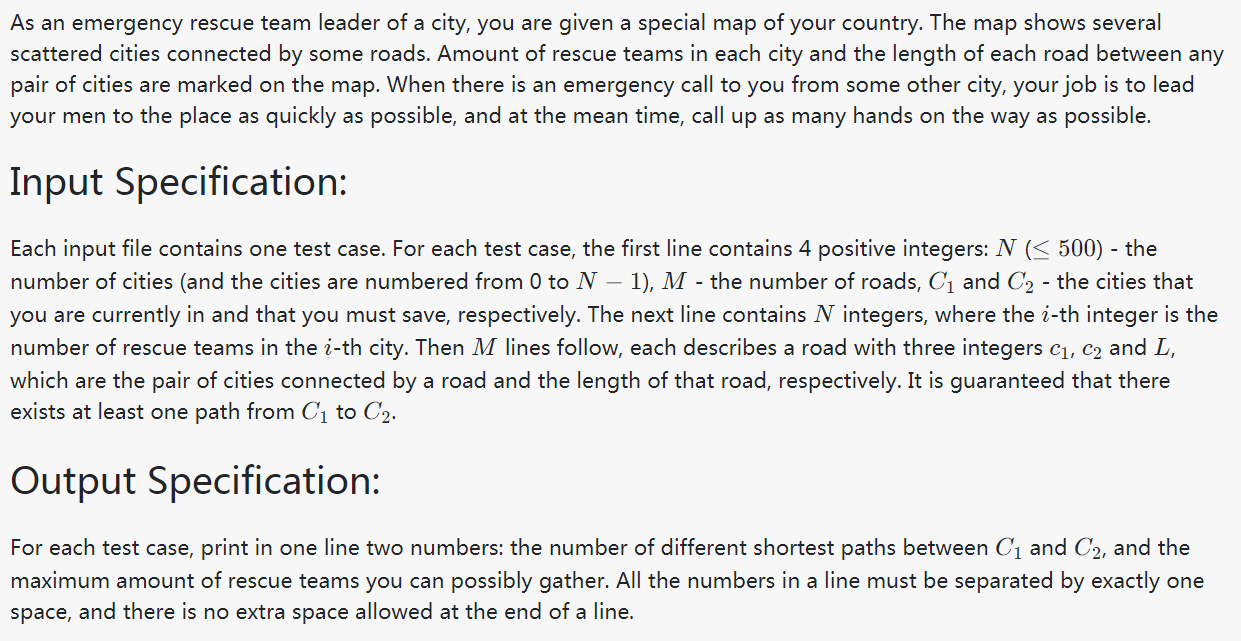 As an emergency rescue team leader of a city, you are given a special map of your country. The map shows several
scattered cities connected by some roads. Amount of rescue teams in each city and the length of each road between any
pair of cities are marked on the map. When there is an emergency call to you from some other city, your job is to lead
your men to the place as quickly as possible, and at the mean time, call up as many hands on the way as possible.
Input Specification:
Each input file contains one test case. For each test case, the first line contains 4 positive integers: N (≤ 500) - the
number of cities (and the cities are numbered from 0 to N − 1), M - the number of roads, C₁ and C₂ - the cities that
you are currently in and that you must save, respectively. The next line contains N integers, where the i-th integer is the
number of rescue teams in the i-th city. Then M lines follow, each describes a road with three integers c₁, c₂ and L,
which are the pair of cities connected by a road and the length of that road, respectively. It is guaranteed that there
exists at least one path from C₁ to C₂.
Output Specification:
For each test case, print in one line two numbers: the number of different shortest paths between C₁ and C₂, and the
maximum amount of rescue teams you can possibly gather. All the numbers in a line must be separated by exactly one
space, and there is no extra space allowed at the end of a line.